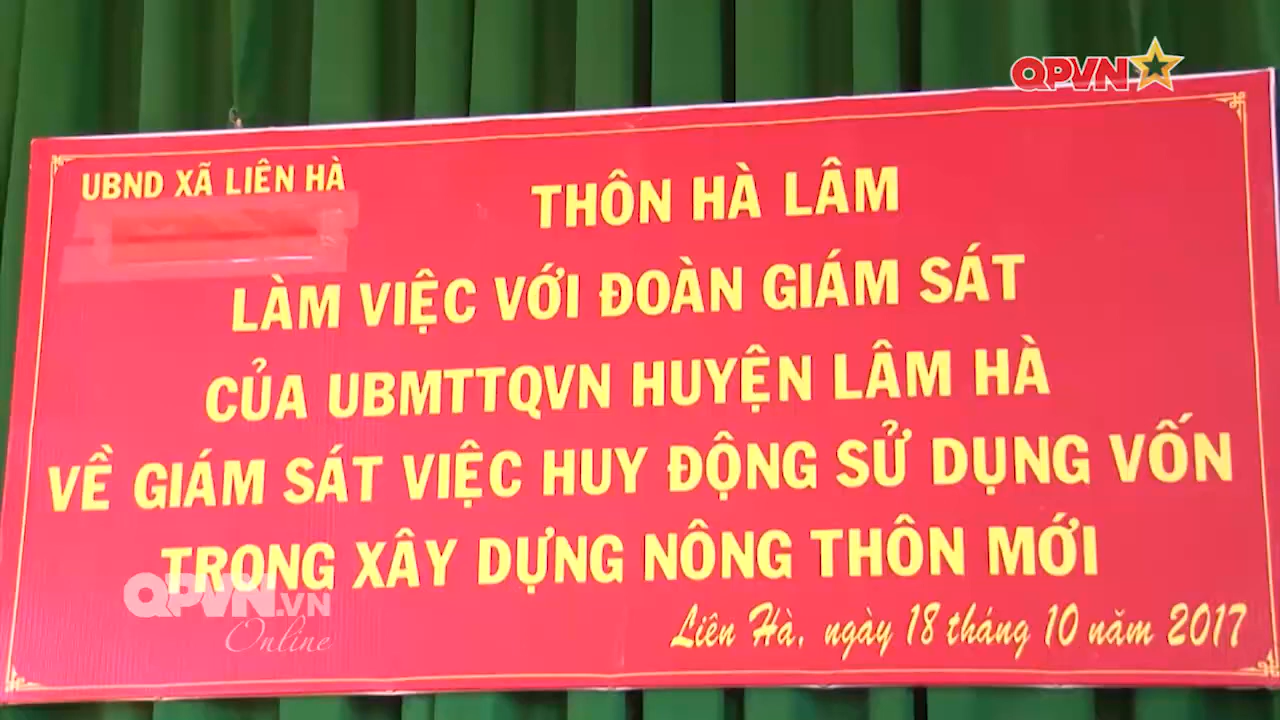 QPVN
UBND XÃ LIÊN HÀ
THÔN HÀ LÂM
LÀM VIỆC VỚI ĐOÀN GIÁM SÁT
CỦA UBMTTQVN HUYỆN LÂM HÀ
VỀ GIÁM SÁT VIỆC HUY ĐỘNG SỬ DỤNG VỐN
TRONG XÂY DỰNG NÔNG THÔN MỚI
QPVN.VN
Online
Liên Hà, ngày 18 tháng 10 năm 2017